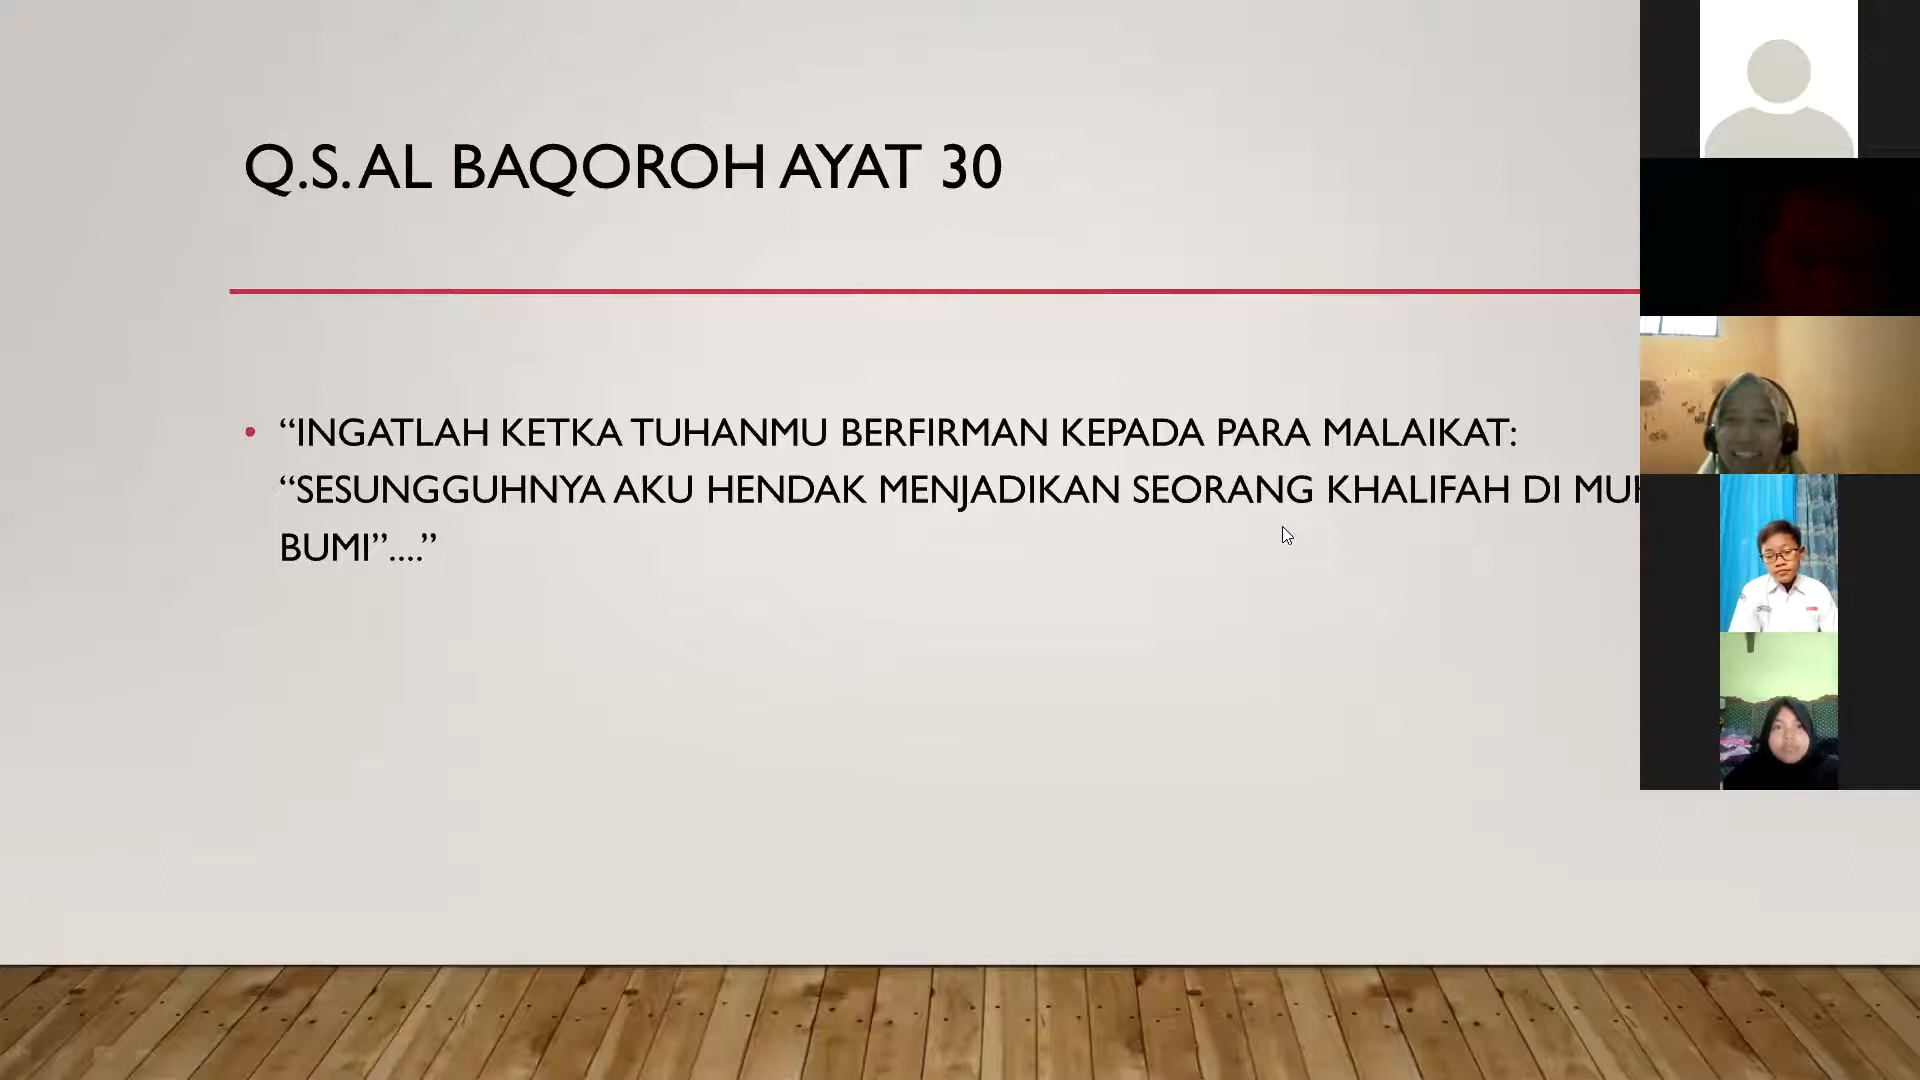 Q.S. AL BAQOROH AYAT 30
• “INGATLAH KETKA TUHANMU BERFIRMAN KEPADA PARA MALAIKAT:
“SESUNGGUHNYA AKU HENDAK MENJADIKAN SEORANG KHALIFAH DI
BUMI”....”